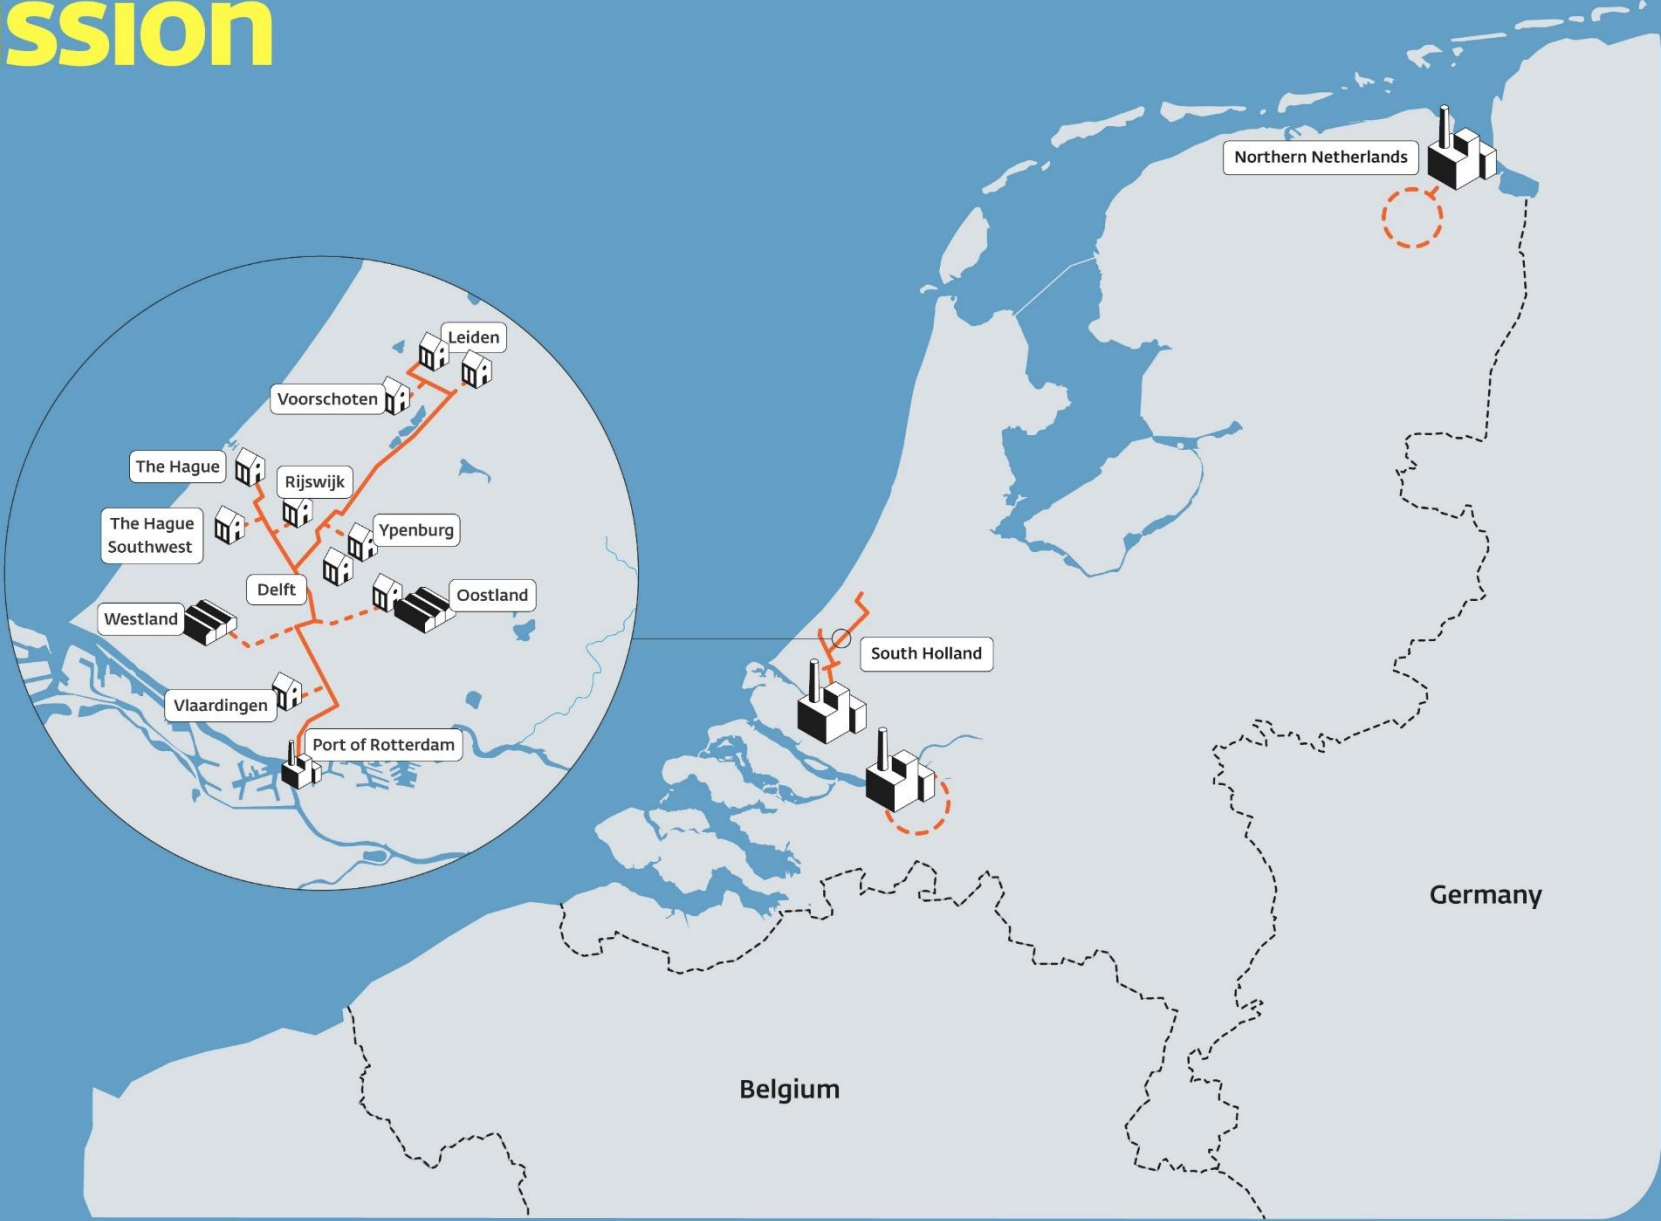 ssion
Northern Netherlands
Leiden
Voorschoten
The Hague
Rijswijk
The Hague
Southwest
Ypenburg
Delft
Oostland
Westland
South Holland
Vlaardingen
Port of Rotterdam
Germany
Belgium